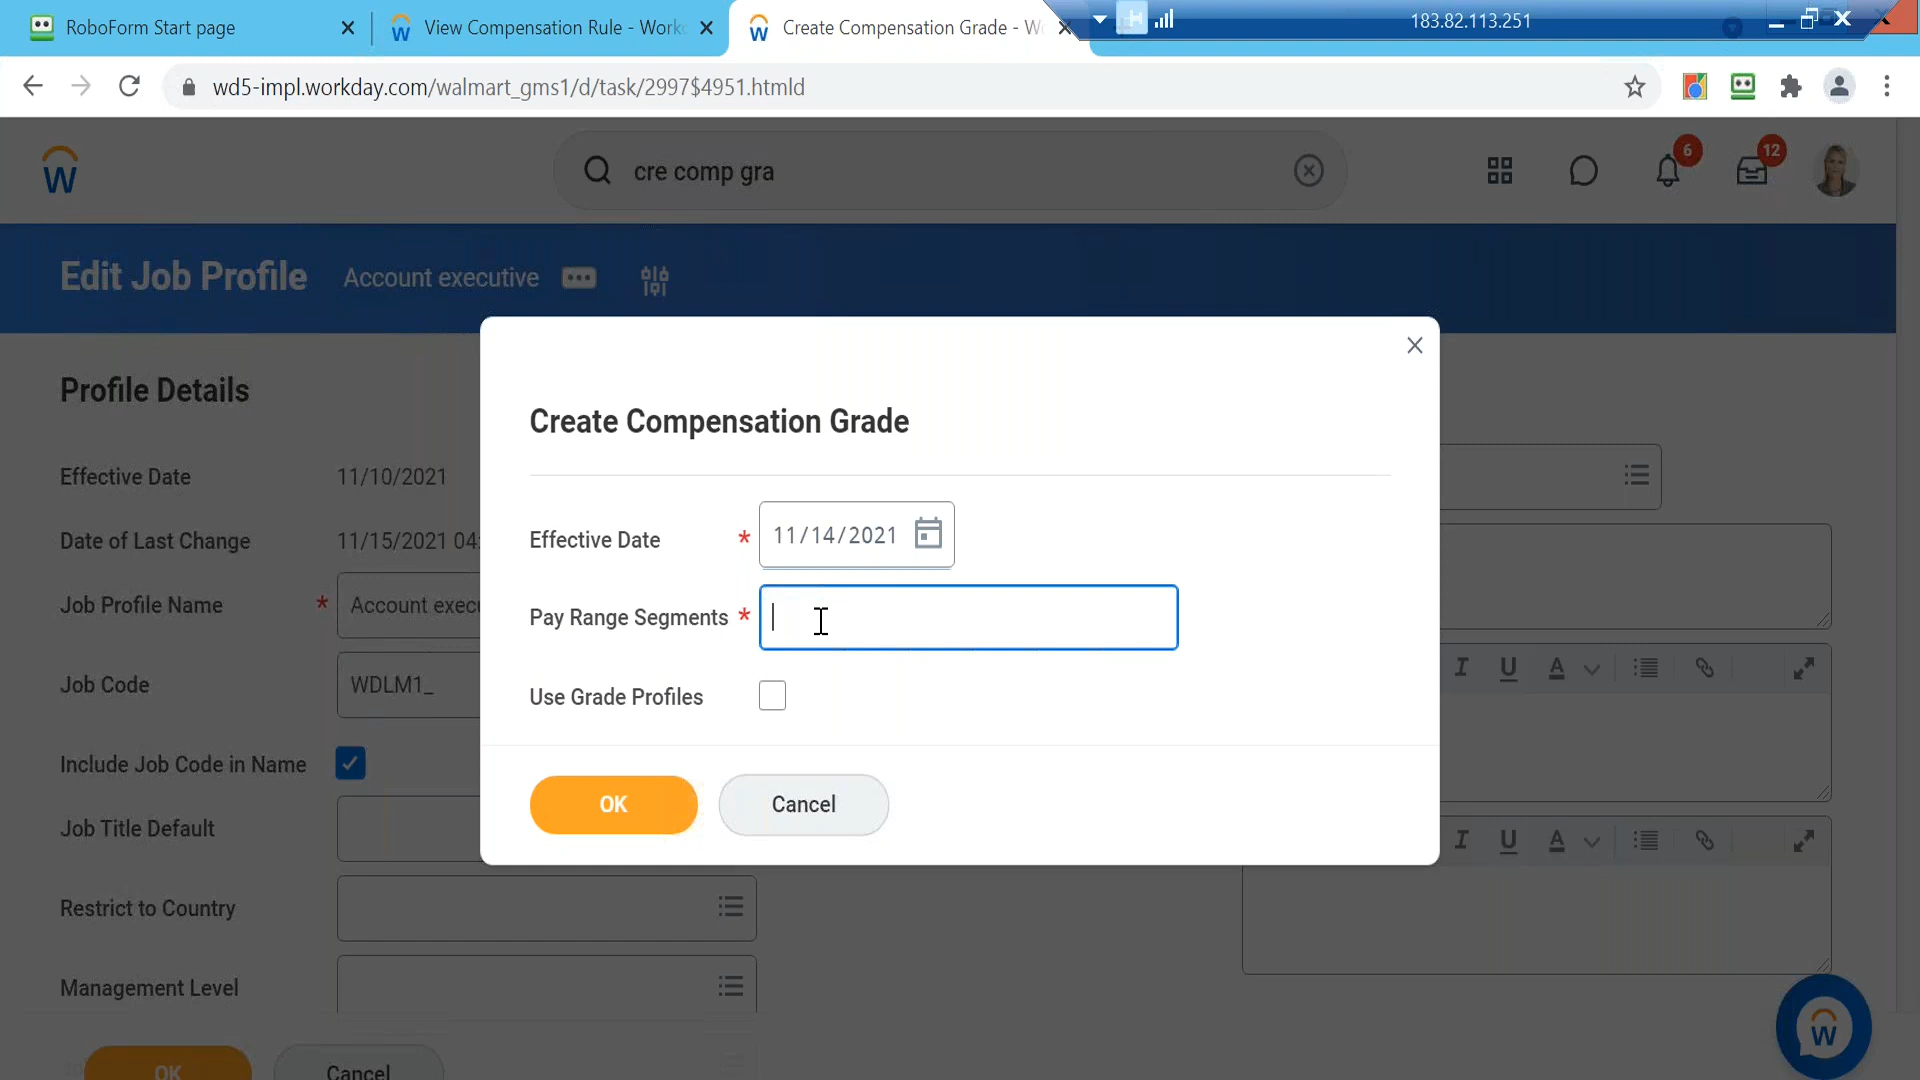 RoboForm Start page
View Compensation Rule - Work
Create Compensation Grade - W
183.82.113.251
wd5-impl.workday.com/walmart_gms1/d/task/2997$4951.htmld
cre comp gra
6
12
Edit Job Profile
Account executive
Profile Details
Effective Date 11/10/2021
Date of Last Change 11/15/2021 04:
Job Profile Name * Account exec
Job Code WDLM1_
Include Job Code in Name
Job Title Default
Restrict to Country
Management Level
OK Cancel
Create Compensation Grade
Effective Date * 11/14/2021
Pay Range Segments *
Use Grade Profiles
OK Cancel
I U A
I U A